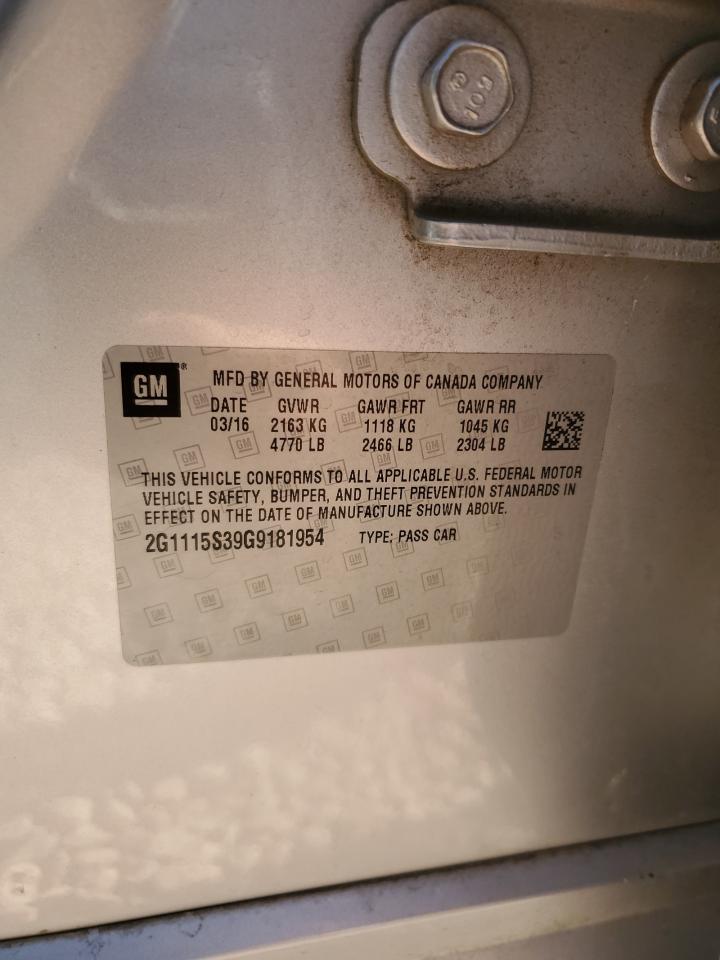 GM® MFD BY GENERAL MOTORS OF CANADA COMPANY
DATE GVWR GAWR FRT GAWR RR
03/16 2163 KG 1118 KG 1045 KG
4770 LB 2466 LB 2304 LB
THIS VEHICLE CONFORMS TO ALL APPLICABLE U.S. FEDERAL MOTOR
VEHICLE SAFETY, BUMPER, AND THEFT PREVENTION STANDARDS IN
EFFECT ON THE DATE OF MANUFACTURE SHOWN ABOVE.
2G1115S39G9181954 TYPE: PASS CAR